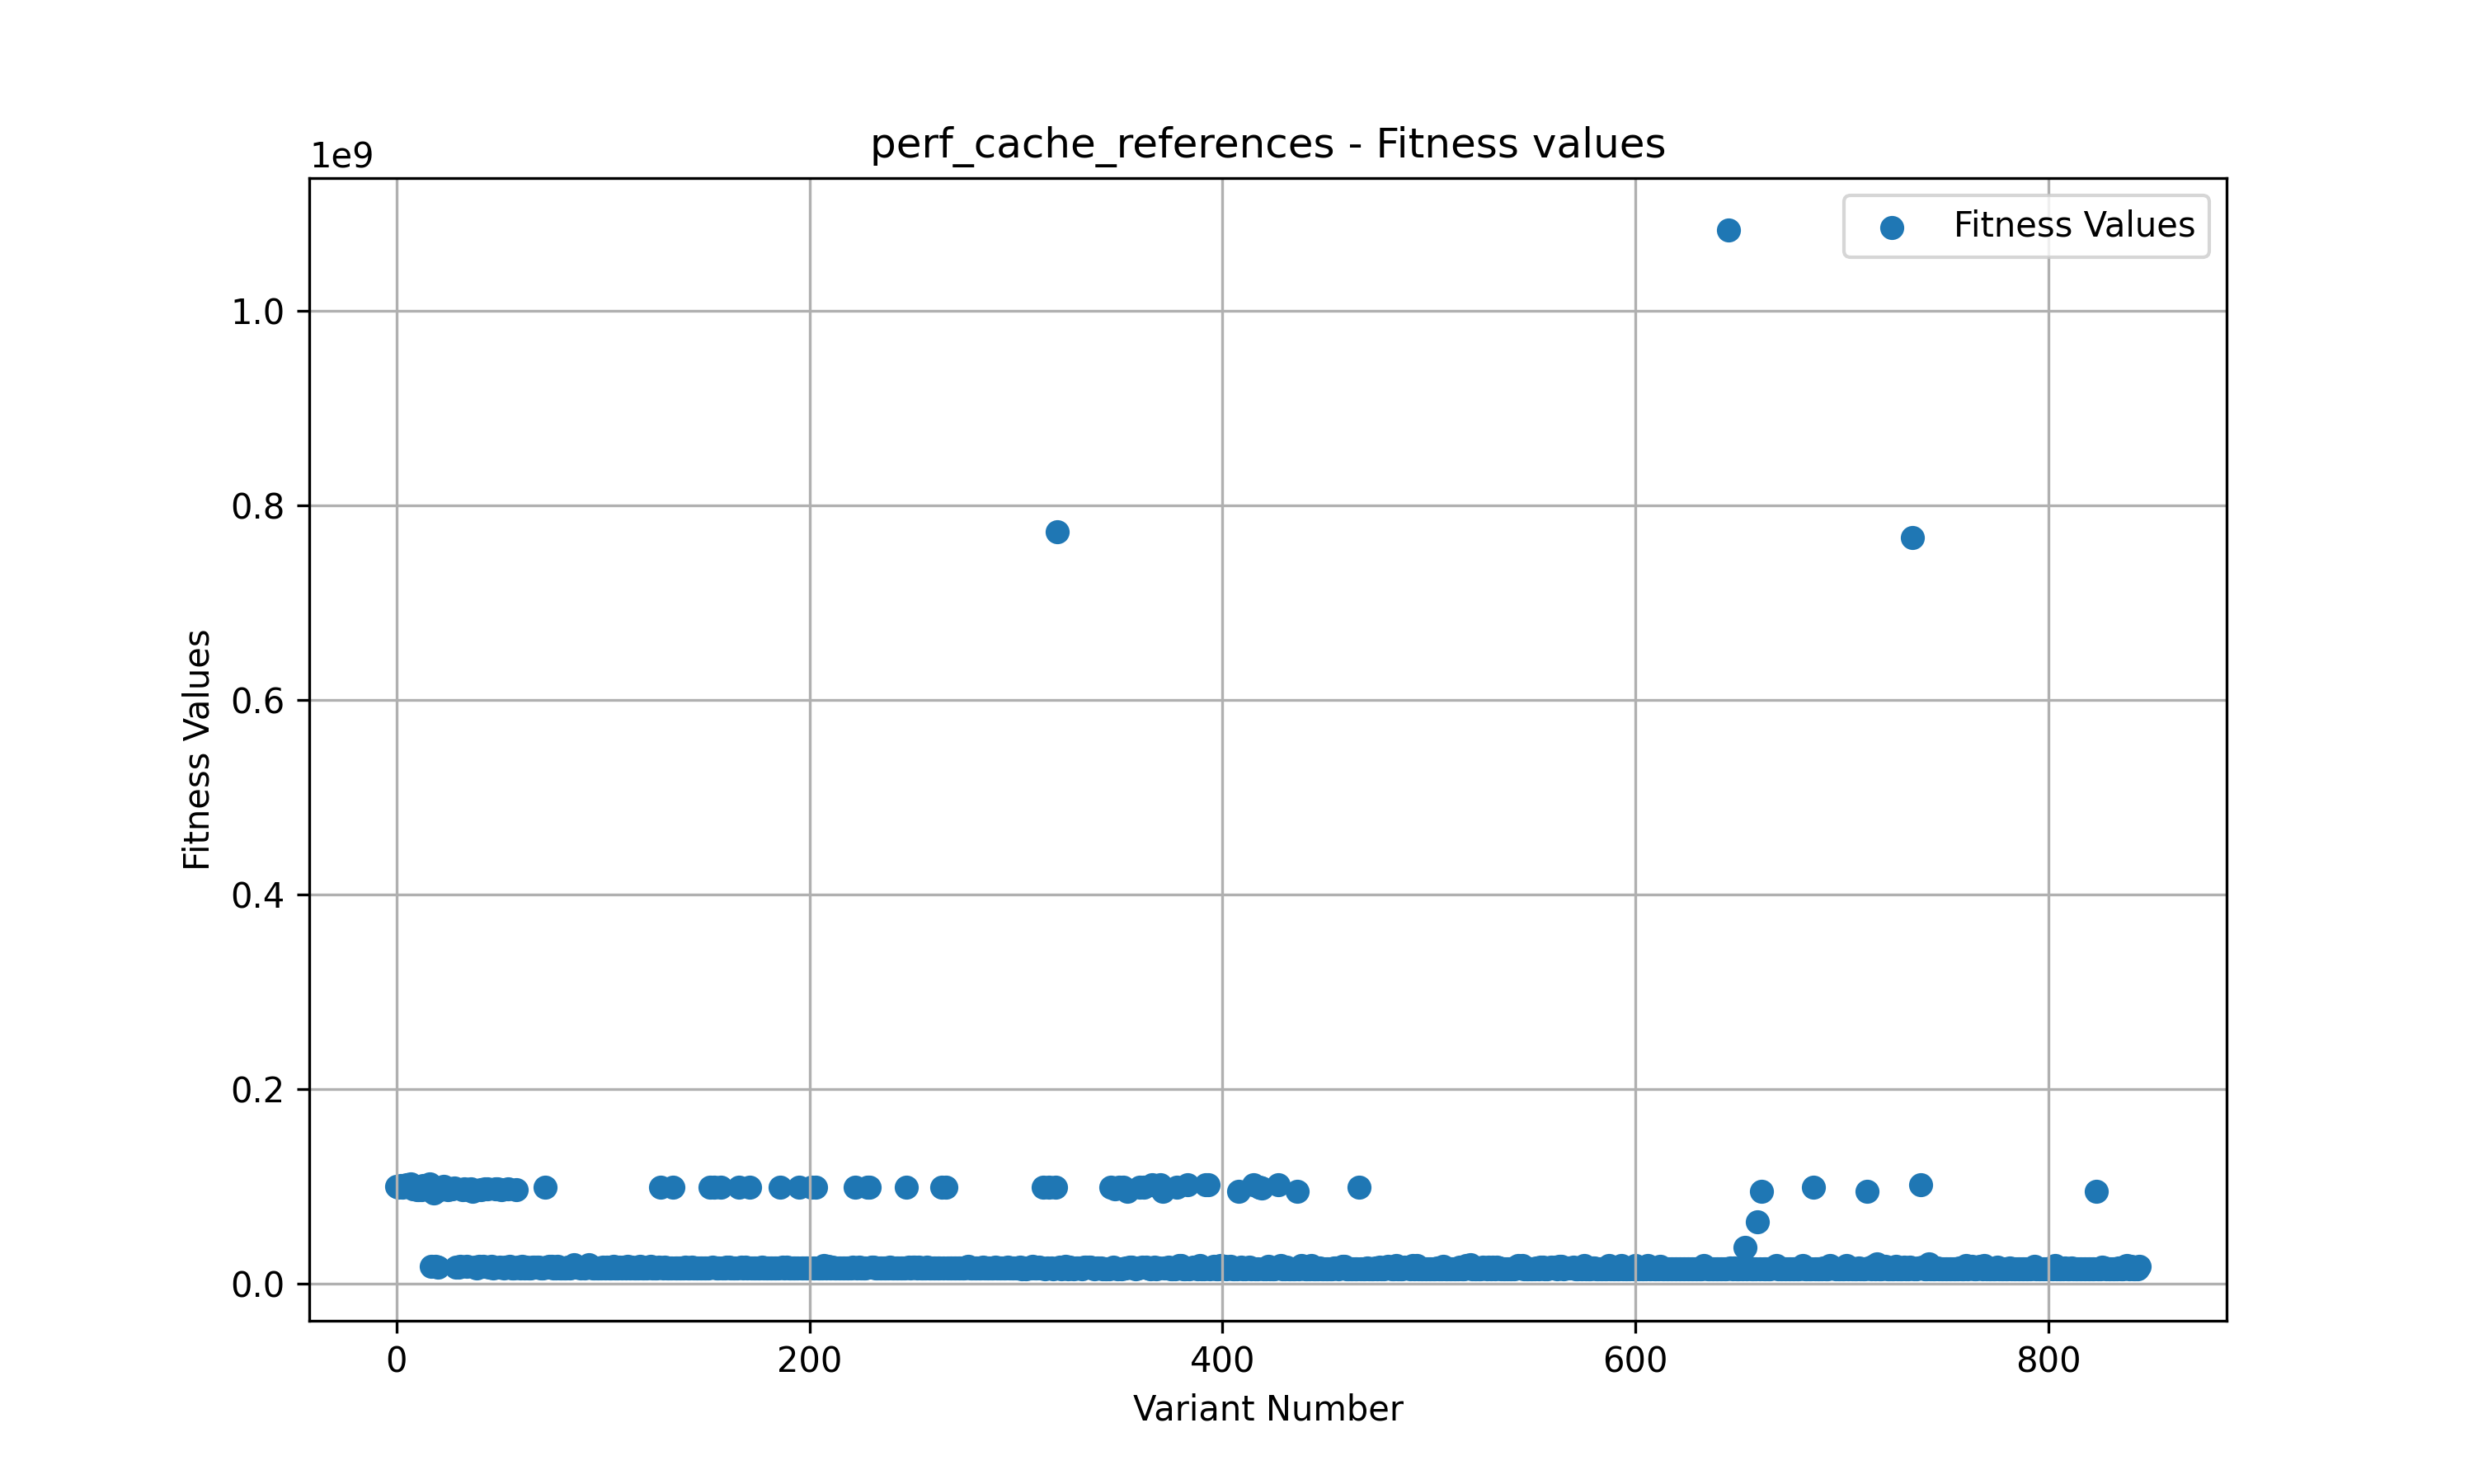 perf_cache_references - Fitness values
1e9
Fitness Values
1.0
0.8
0.6
0.4
0.2
0.0
Fitness Values
0 200 400 600 800
Variant Number